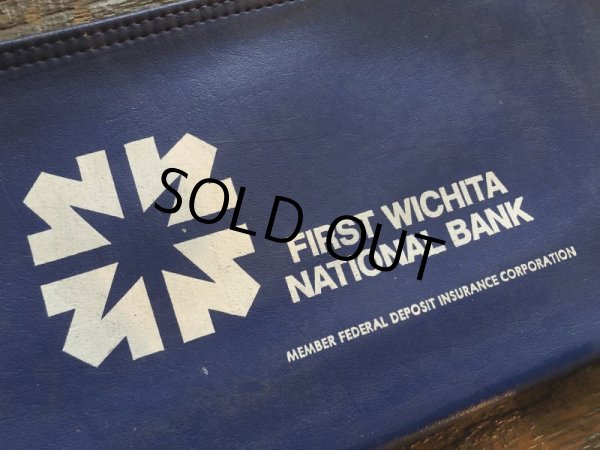 SOLD OUT
FIRST WICHITA
NATIONAL BANK
MEMBER FEDERAL DEPOSIT INSURANCE CORPORATION